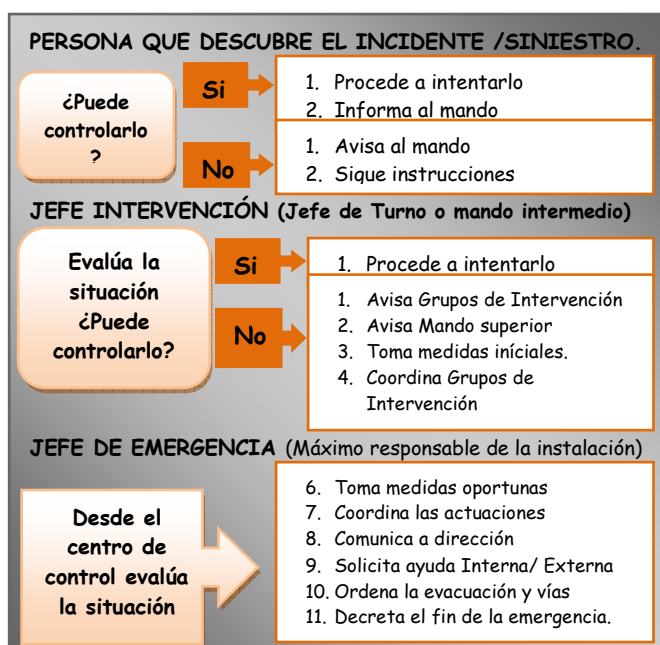 PERSONA QUE DESCUBRE EL INCIDENTE /SINIESTRO.
¿Puede
controlarlo
?
Si
1. Procede a intentarlo
2. Informa al mando
No
1. Avisa al mando
2. Sique instrucciones
JEFE INTERVENCIÓN (Jefe de Turno o mando intermedio)
Evalúa la
situación
¿Puede
controlarlo?
Si
1. Procede a intentarlo
No
1. Avisa Grupos de Intervención
2. Avisa Mando superior
3. Toma medidas iníciales.
4. Coordina Grupos de
Intervención
JEFE DE EMERGENCIA (Máximo responsable de la instalación)
Desde el
centro de
control evalúa
la situación
6. Toma medidas oportunas
7. Coordina las actuaciones
8. Comunica a dirección
9. Solicita ayuda Interna/ Externa
10. Ordena la evacuación y vías
11. Decreta el fin de la emergencia.